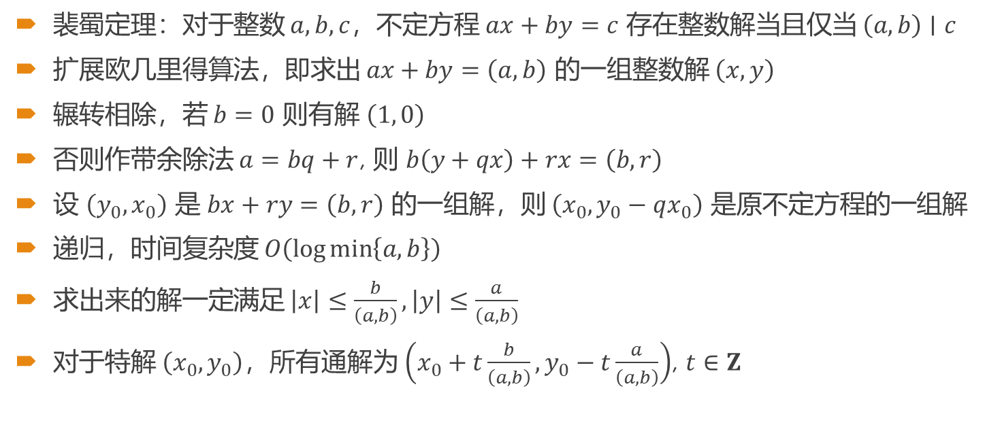 裴蜀定理：对于整数 $a, b, c$，不定方程 $ax + by = c$ 存在整数解当且仅当 $(a, b) \mid c$
扩展欧几里得算法，即求出 $ax + by = (a, b)$ 的一组整数解 $(x, y)$
辗转相除，若 $b = 0$ 则有解 $(1, 0)$
否则作带余除法 $a = bq + r$, 则 $b(y + qx) + rx = (b, r)$
设 $(y_0, x_0)$ 是 $bx + ry = (b, r)$ 的一组解，则 $(x_0, y_0 - qx_0)$ 是原不定方程的一组解
递归，时间复杂度 $O(\log \min\{a, b\})$
求出来的解一定满足 $|x| \leq \frac{b}{(a,b)}, |y| \leq \frac{a}{(a,b)}$
对于特解 $(x_0, y_0)$，所有通解为 $\left(x_0 + t\frac{b}{(a,b)}, y_0 - t\frac{a}{(a,b)}\right), t \in \mathbf{Z}$